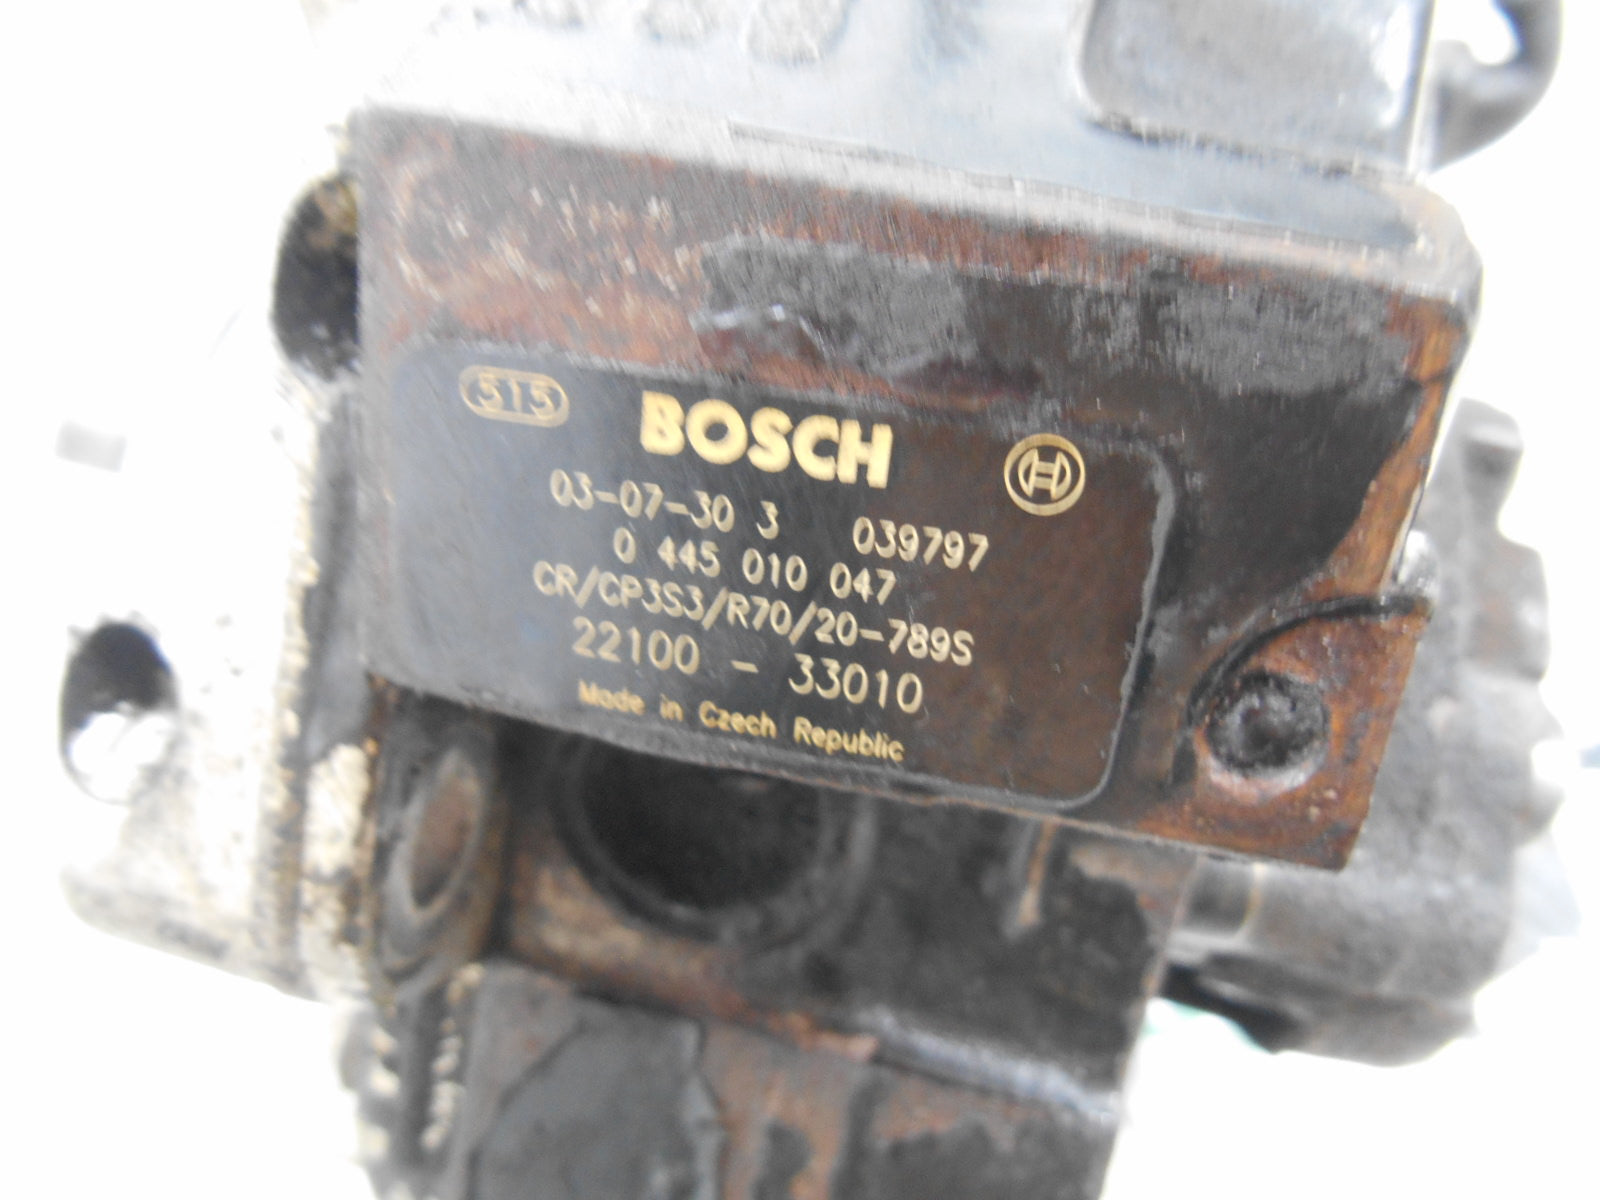 515 BOSCH
03-07-30 3 039797
0 445 010 047
CR/CP3S3/R70/20-789S
22100 - 33010
Made in Czech Republic